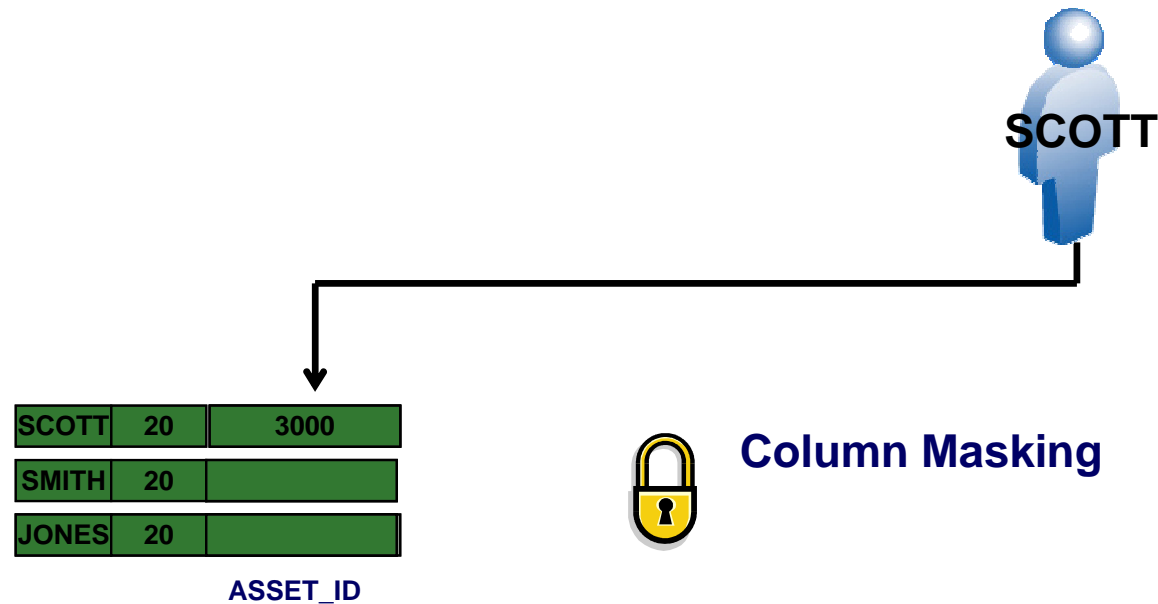 SCOTT
SCOTT 20 3000
Column Masking
SMITH 20
JONES 20
ASSET_ID